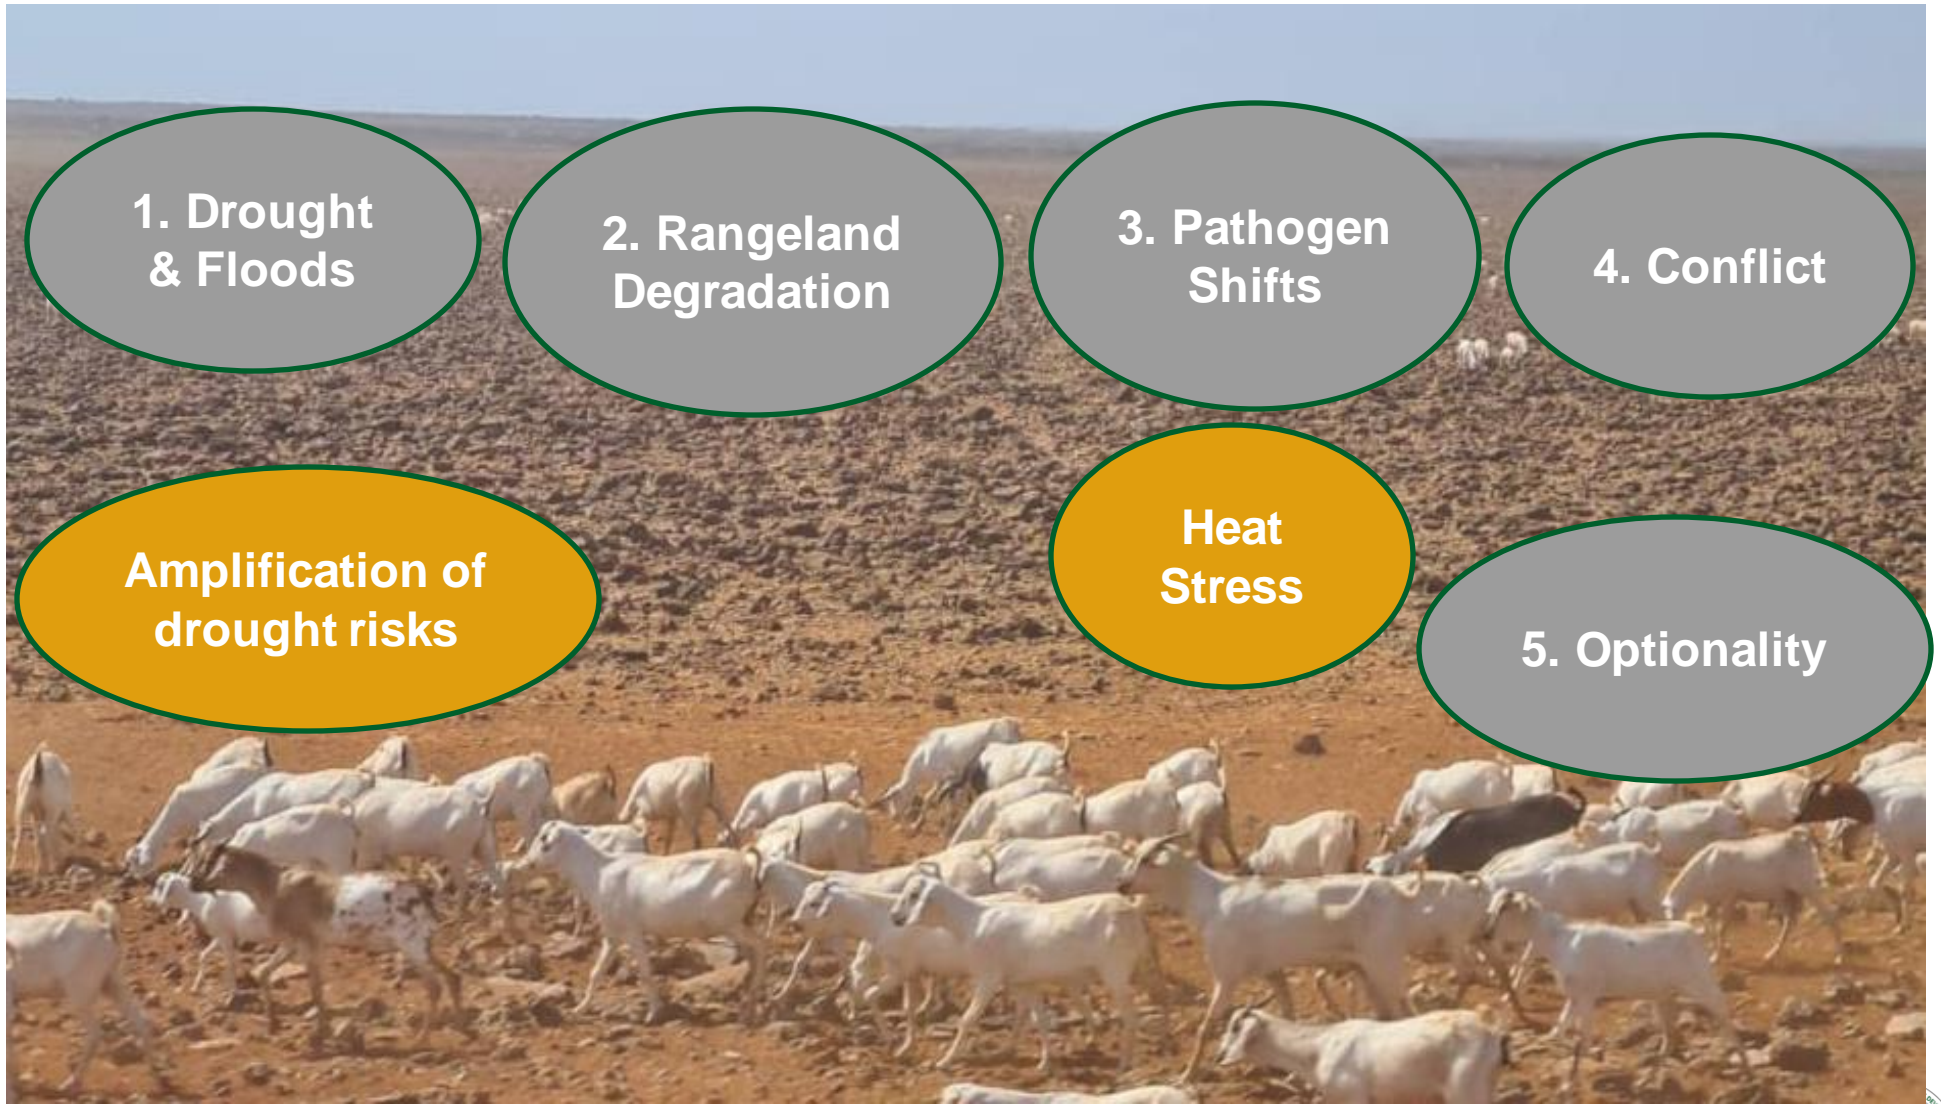 1. Drought
& Floods
2. Rangeland
Degradation
3. Pathogen
Shifts
4. Conflict
Amplification of
drought risks
Heat
Stress
5. Optionality